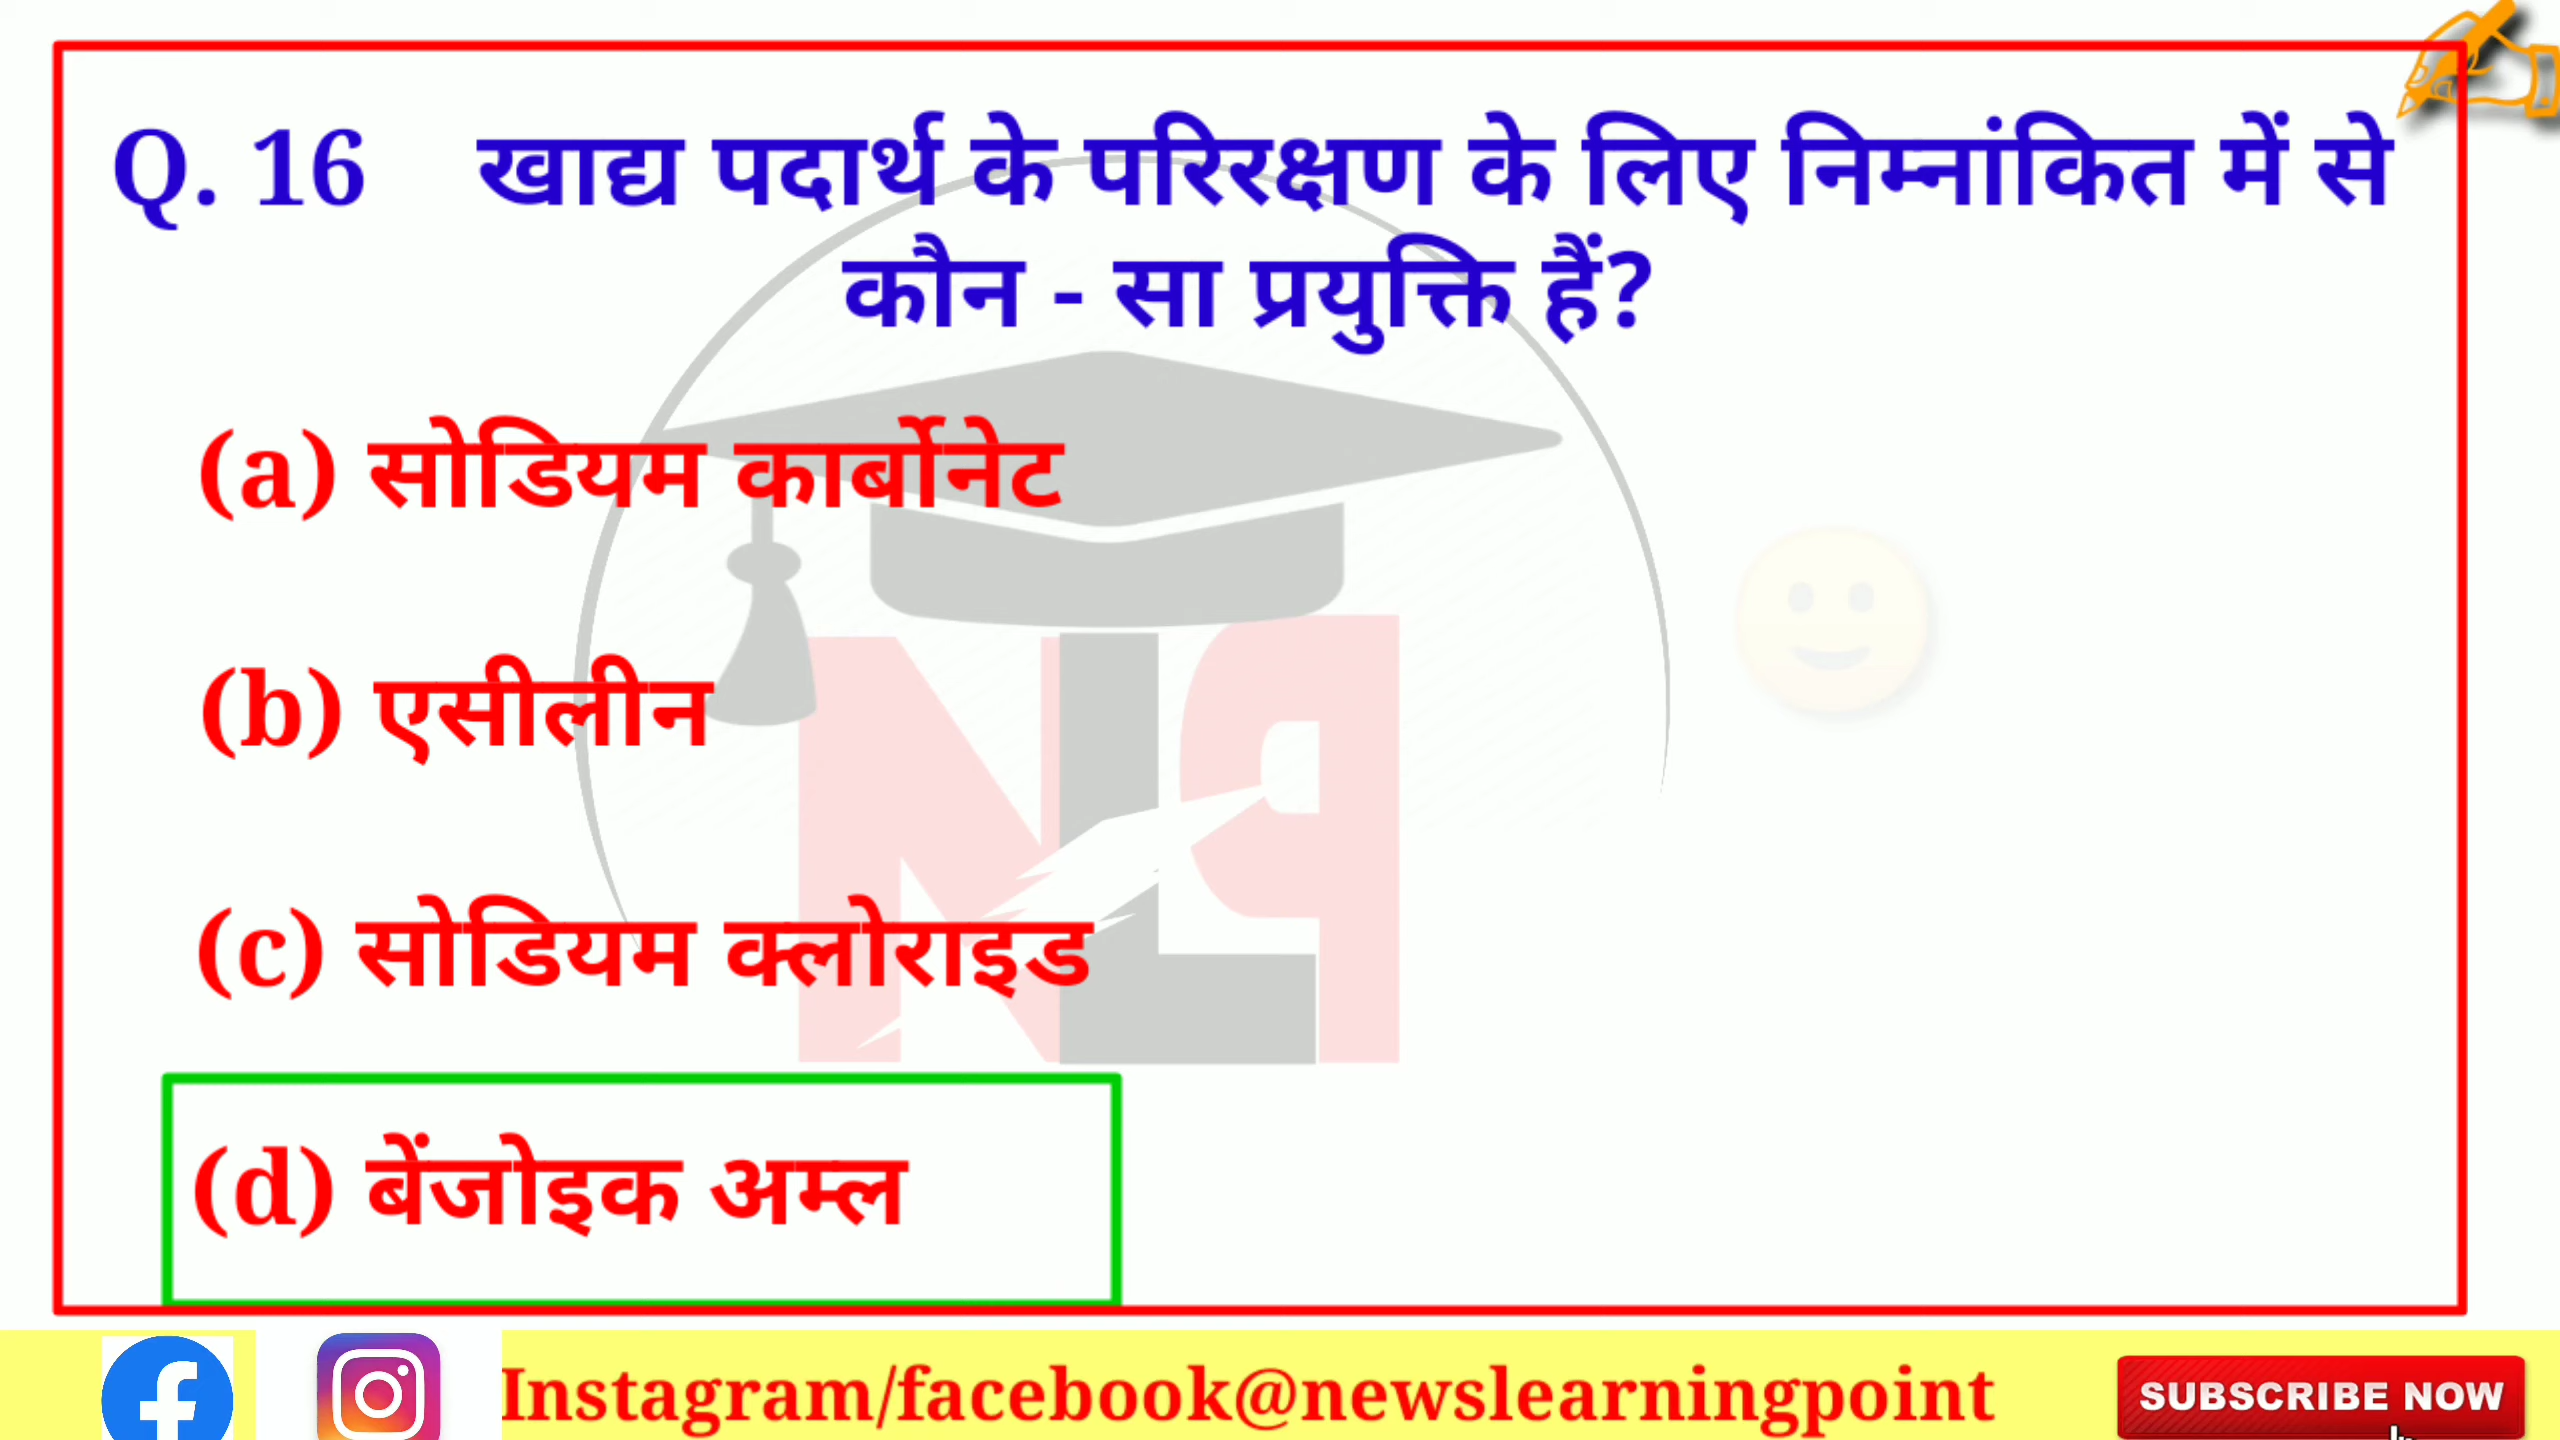 Q. 16 खाद्य पदार्थ के परिरक्षण के लिए निम्नांकित में से
कौन - सा प्रयुक्ति हैं?
(a) सोडियम कार्बोनेट
(b) एसीलीन
(c) सोडियम क्लोराइड
(d) बेंजोइक अम्ल
Instagram/facebook@newslearningpoint
SUBSCRIBE NOW